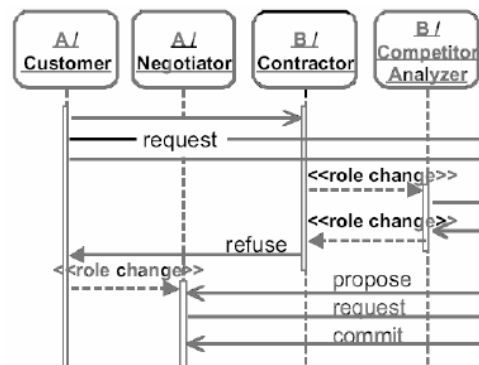 A /
Customer
A /
Negotiator
B /
Contractor
B /
Competitor
Analyzer
request
<<role change>>
<<role change>>
refuse
<<role change>>
propose
request
commit